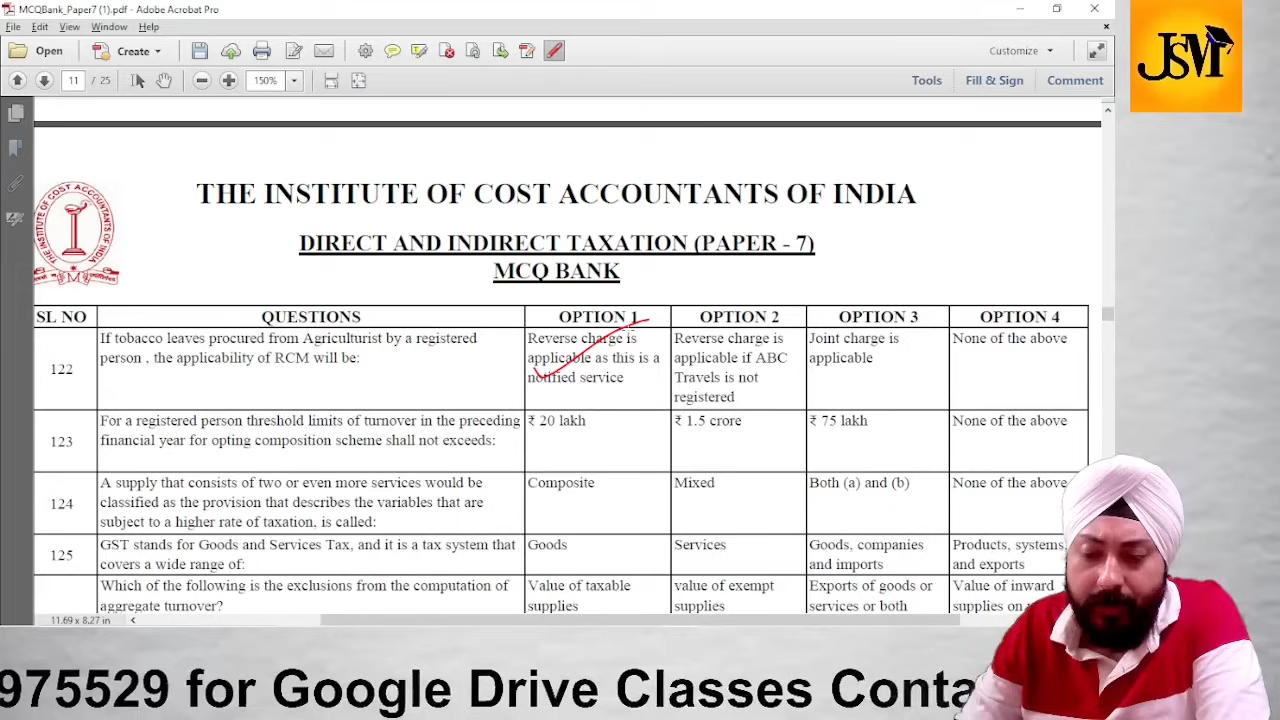 MCQBank_Paper7 (1).pdf - Adobe Acrobat Pro
File Edit View Window Help
Open Create Customize
11 / 25 150% Tools Fill & Sign Comment
JSM
THE INSTITUTE OF COST ACCOUNTANTS OF INDIA
DIRECT AND INDIRECT TAXATION (PAPER - 7)
MCQ BANK
SL NO QUESTIONS OPTION 1 OPTION 2 OPTION 3 OPTION 4
122
If tobacco leaves procured from Agriculturist by a registered
person , the applicability of RCM will be:
Reverse charge is
applicable as this is a
notified service
Reverse charge is
applicable if ABC
Travels is not
registered
Joint charge is
applicable
None of the above
123
For a registered person threshold limits of turnover in the preceding
financial year for opting composition scheme shall not exceeds:
₹ 20 lakh
₹ 1.5 crore
₹ 75 lakh
None of the above
124
A supply that consists of two or even more services would be
classified as the provision that describes the variables that are
subject to a higher rate of taxation, is called:
Composite
Mixed
Both (a) and (b)
None of the above
125
GST stands for Goods and Services Tax, and it is a tax system that
covers a wide range of:
Goods
Services
Goods, companies
and imports
Products, systems,
and exports
Which of the following is the exclusions from the computation of
aggregate turnover?
Value of taxable
supplies
value of exempt
supplies
Exports of goods or
services or both
Value of inward
supplies on
11.69 x 8.27 in
975529 for Google Drive Classes Conta